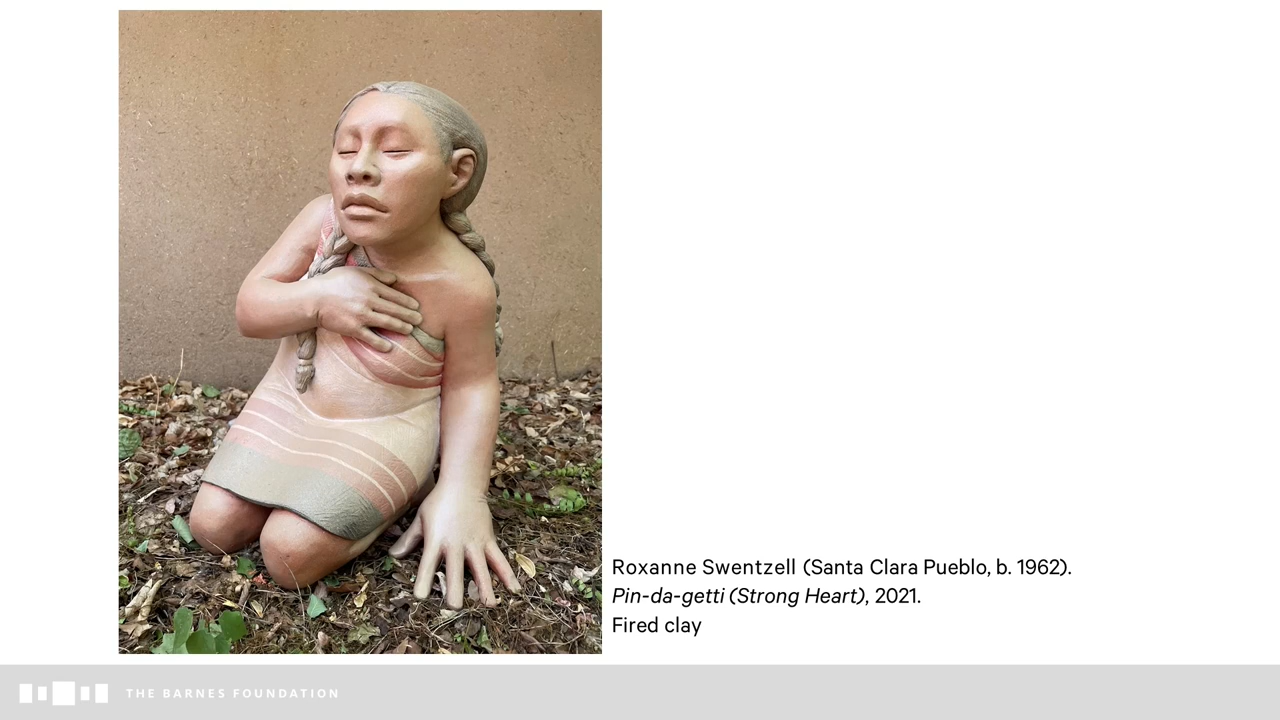 Roxanne Swentzell (Santa Clara Pueblo, b. 1962).
Pin-da-getti (Strong Heart), 2021.
Fired clay
THE BARNES FOUNDATION